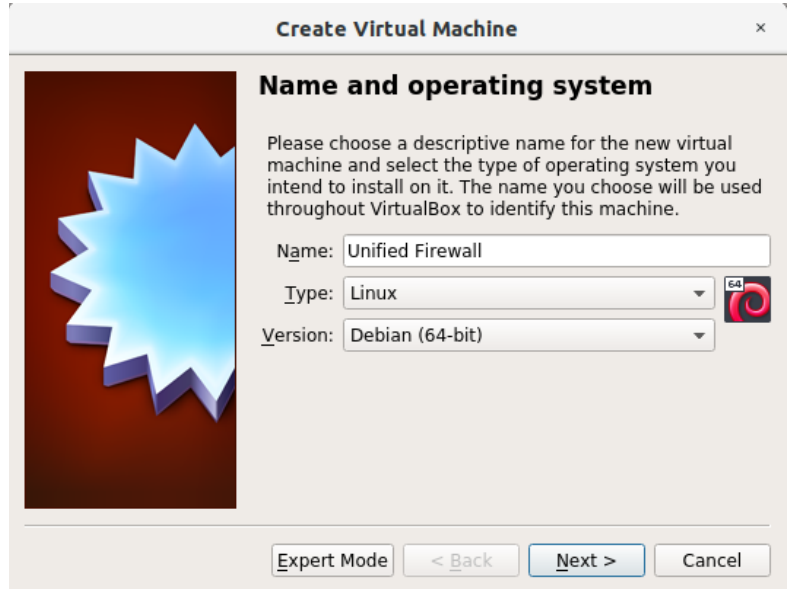 Create Virtual Machine
Name and operating system
Please choose a descriptive name for the new virtual
machine and select the type of operating system you
intend to install on it. The name you choose will be used
throughout VirtualBox to identify this machine.
Name: Unified Firewall
Type: Linux
64
Version: Debian (64-bit)
Expert Mode < Back Next > Cancel